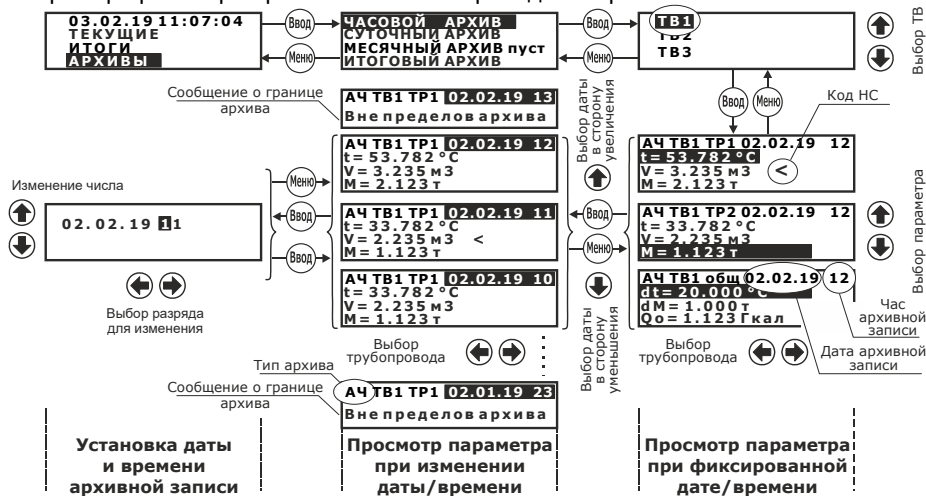 03.02.19 11:07:04
ТЕКУЩИЕ
ИТОГИ
АРХИВЫ
Ввод
Меню
ЧАСОВОЙ АРХИВ
СУТОЧНЫЙ АРХИВ
МЕСЯЧНЫЙ АРХИВ пуст
ИТОГОВЫЙ АРХИВ
Ввод
Меню
ТВ1
ТВ2
ТВ3
Выбор ТВ
Сообщение о границе
архива
АЧ ТВ1 ТР1 02.02.19 13
Вне пределов архива
Выбор даты
в сторону
увеличения
Ввод
Меню
Код НС
АЧ ТВ1 ТР1 02.02.19 12
t= 53.782 °C
V= 3.235 м3
M= 2.123 т
АЧ ТВ1 ТР1 02.02.19 12
t= 53.782 °C
V= 3.235 м3 <
M= 2.123 т
Изменение числа
02.02.19 11
Меню
Ввод
Ввод
АЧ ТВ1 ТР1 02.02.19 11
t= 33.782 °C
V= 2.235 м3 <
M= 1.123 т
Ввод
Меню
АЧ ТВ1 ТР2 02.02.19 12
t= 33.782 °C
V= 2.235 м3
M= 1.123 т
Выбор параметра
Выбор разряда
для изменения
АЧ ТВ1 ТР1 02.02.19 10
t= 33.782 °C
V= 2.235 м3
M= 1.123 т
Выбор даты
в сторону
уменьшения
АЧ ТВ1 общ 02.02.19 12
dt= 20.000 °C
dM= 1.000 т
Qo= 1.123 Гкал
Час
архивной
записи
Выбор
трубопровода
Выбор
трубопровода
Дата архивной
записи
Тип архива
Сообщение о границе
архива
АЧ ТВ1 ТР1 02.01.19 23
Вне пределов архива
Установка даты
и времени
архивной записи
Просмотр параметра
при изменении
даты/времени
Просмотр параметра
при фиксированной
дате/времени